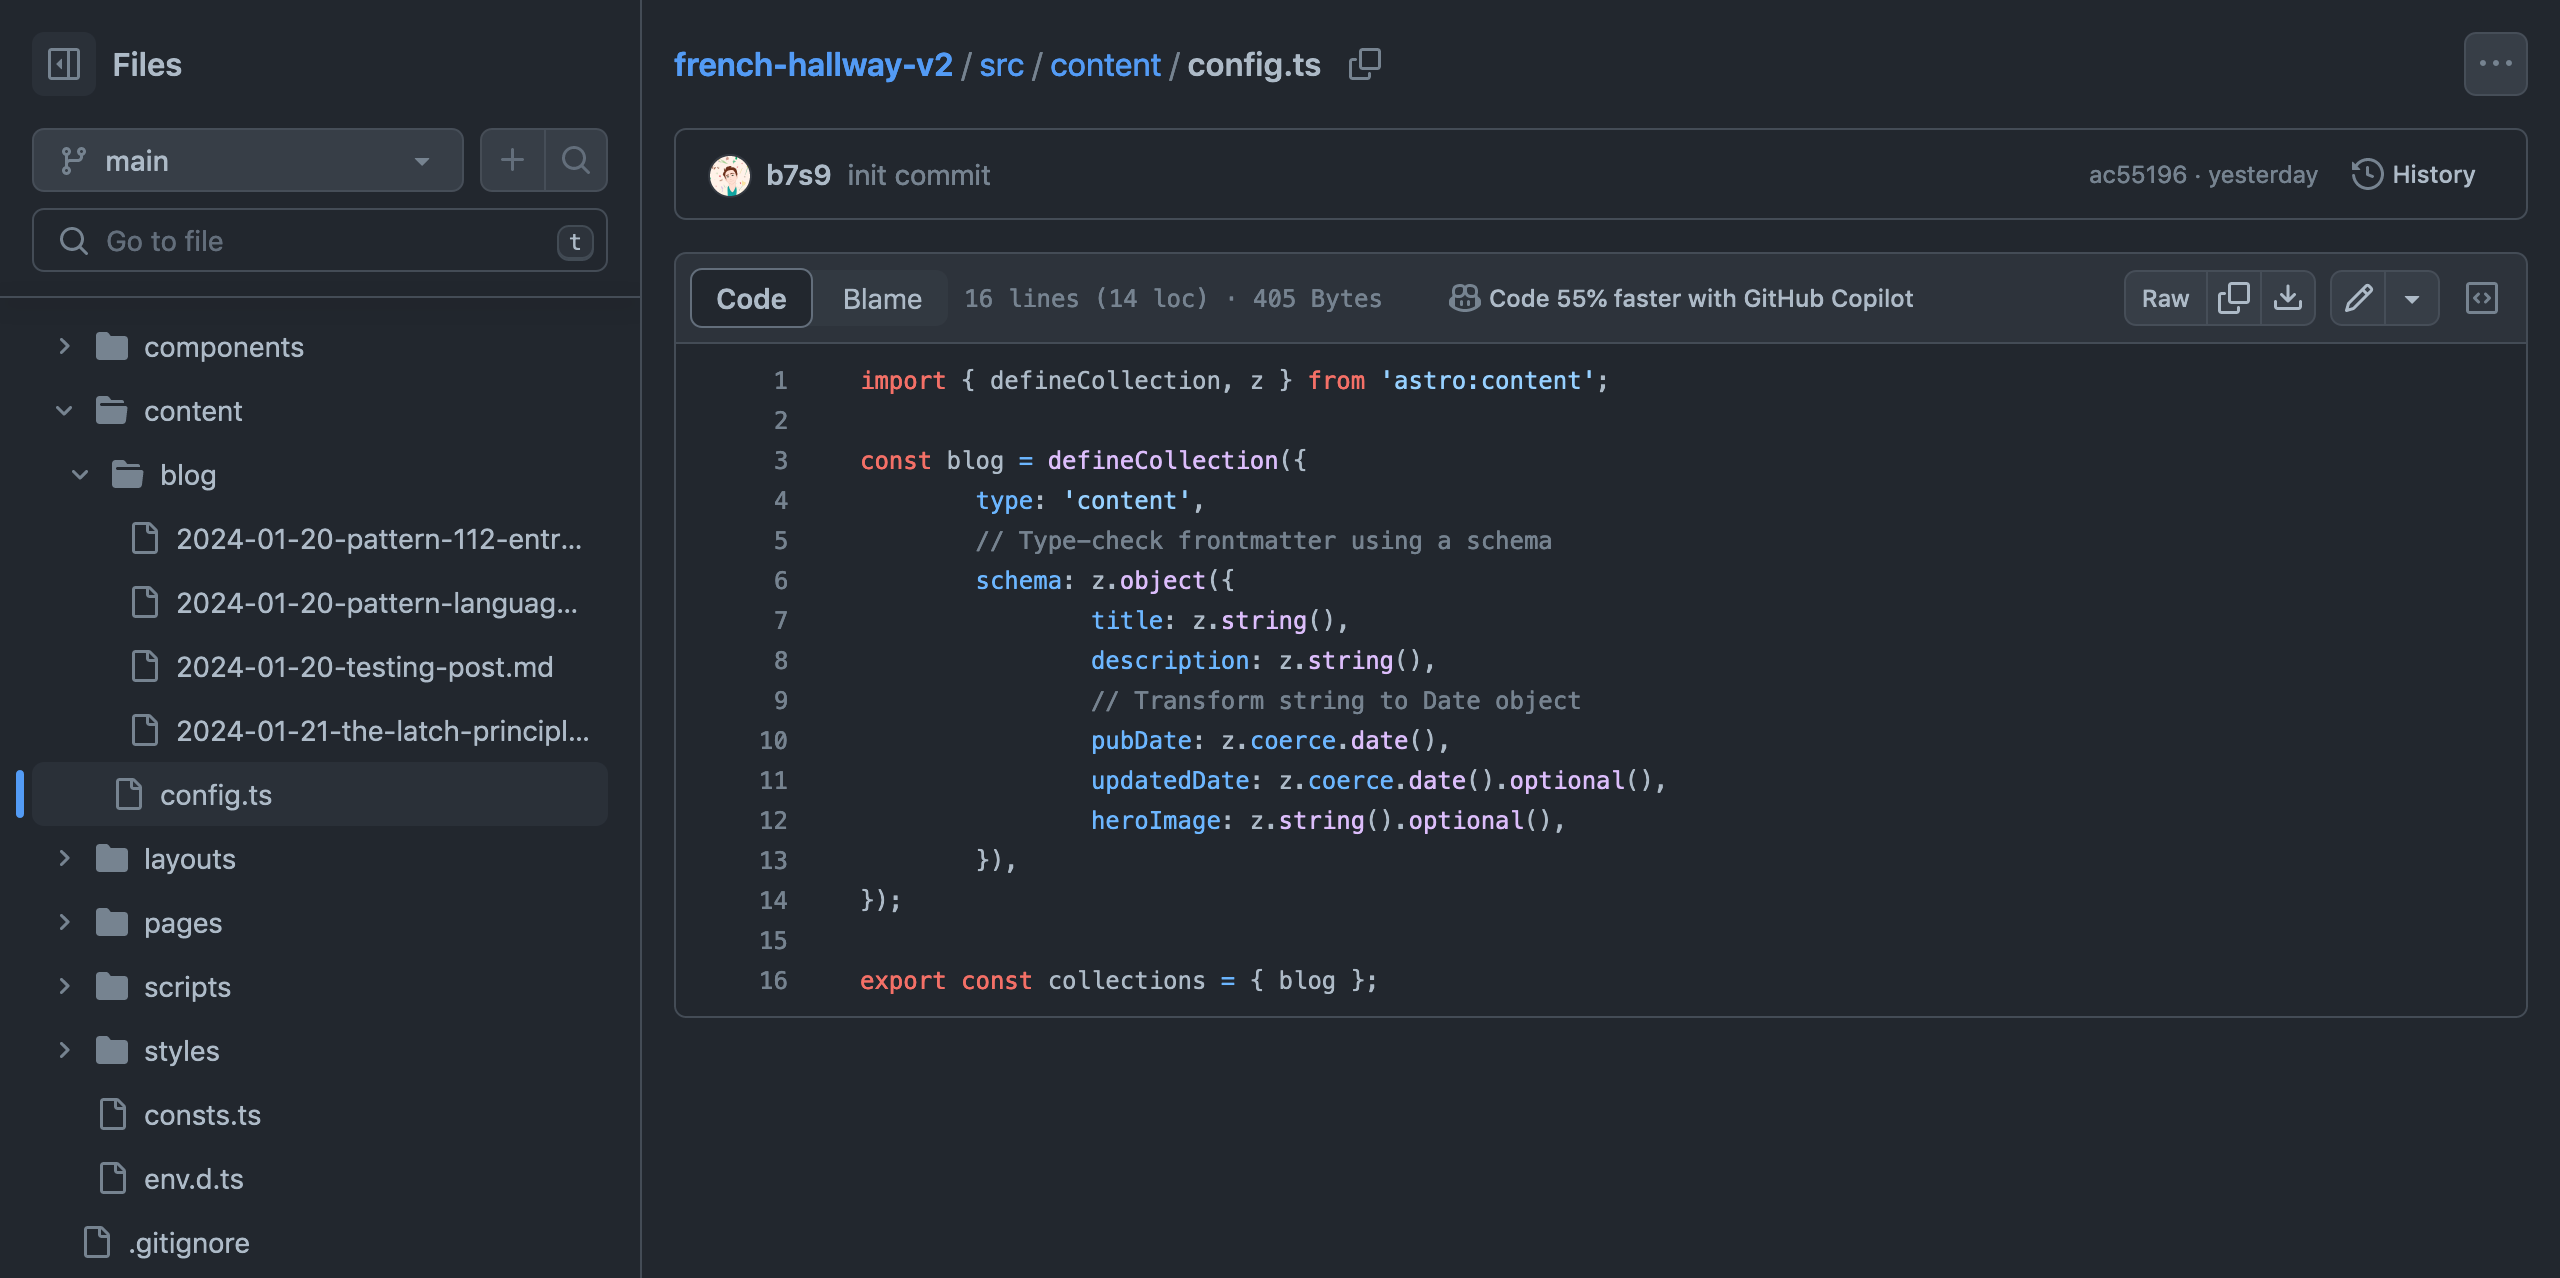 Files
main
Go to file
t
components
content
blog
2024-01-20-pattern-112-entr...
2024-01-20-pattern-languag...
2024-01-20-testing-post.md
2024-01-21-the-latch-principl...
config.ts
layouts
pages
scripts
styles
consts.ts
env.d.ts
.gitignore
french-hallway-v2 / src / content / config.ts
b7s9 init commit
ac55196 · yesterday
History
Code
Blame
16 lines (14 loc) · 405 Bytes
Code 55% faster with GitHub Copilot
Raw
1 import { defineCollection, z } from 'astro:content';
2
3 const blog = defineCollection({
4 type: 'content',
5 // Type-check frontmatter using a schema
6 schema: z.object({
7 title: z.string(),
8 description: z.string(),
9 // Transform string to Date object
10 pubDate: z.coerce.date(),
11 updatedDate: z.coerce.date().optional(),
12 heroImage: z.string().optional(),
13 }),
14 });
15
16 export const collections = { blog };